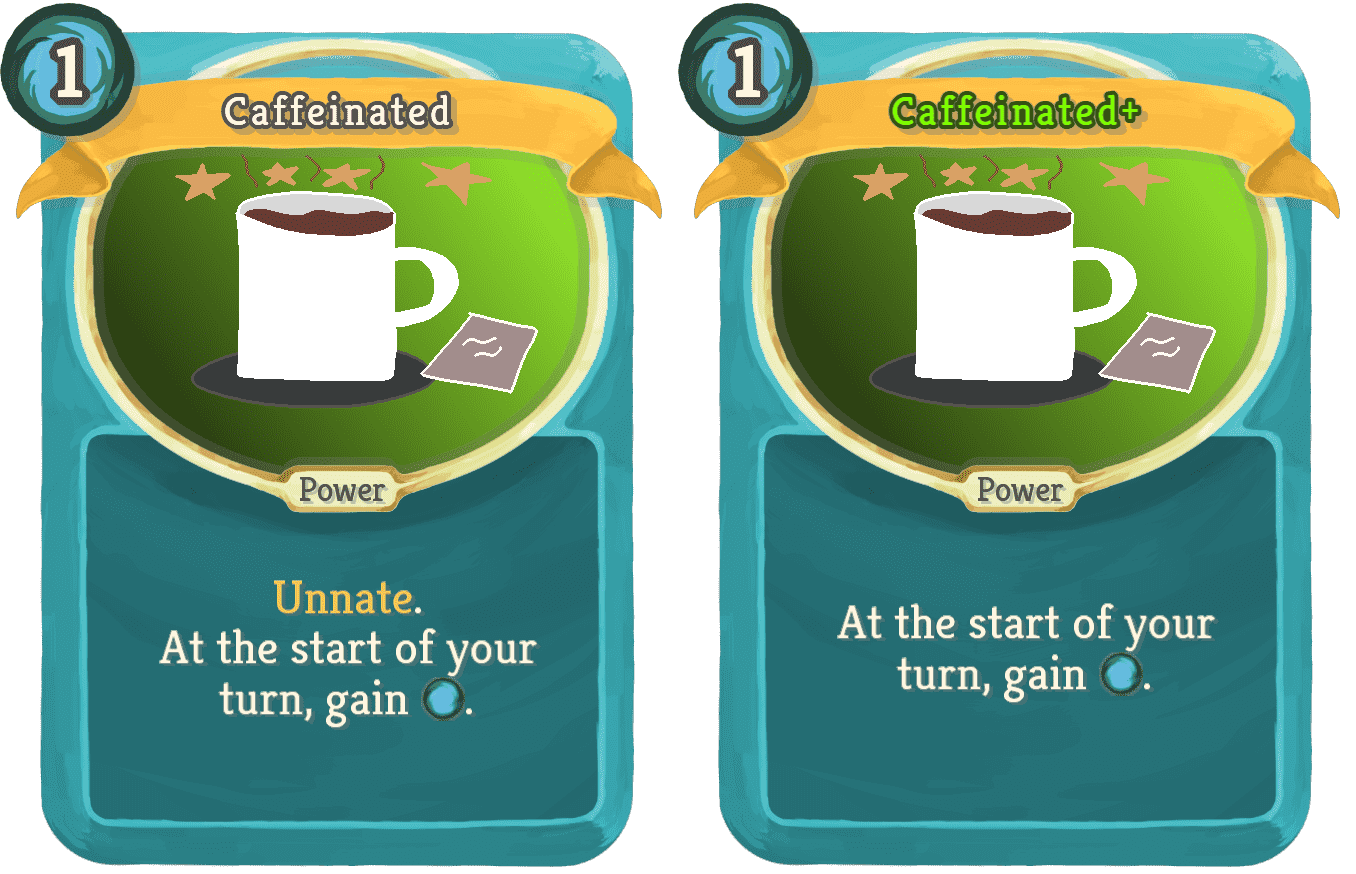 1
Caffeinated
Power
Unnate.
At the start of your
turn, gain .
1
Caffeinated+
Power
At the start of your
turn, gain .